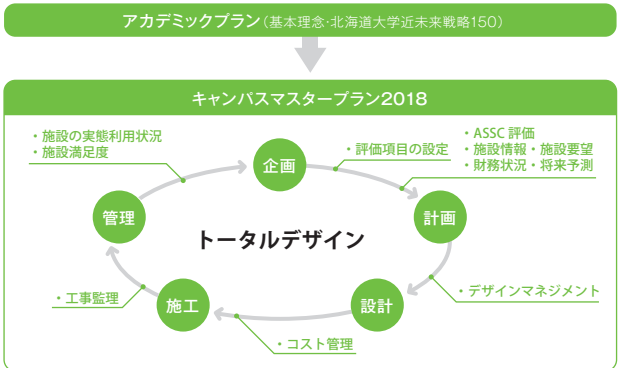 アカデミックプラン(基本理念・北海道大学近未来戦略150)
キャンパスマスタープラン2018
・施設の実態利用状況
・施設満足度
企画
・評価項目の設定
・ASSC 評価
・施設情報・施設要望
・財務状況・将来予測
管理
トータルデザイン
計画
・工事監理
施工
設計
・デザインマネジメント
・コスト管理